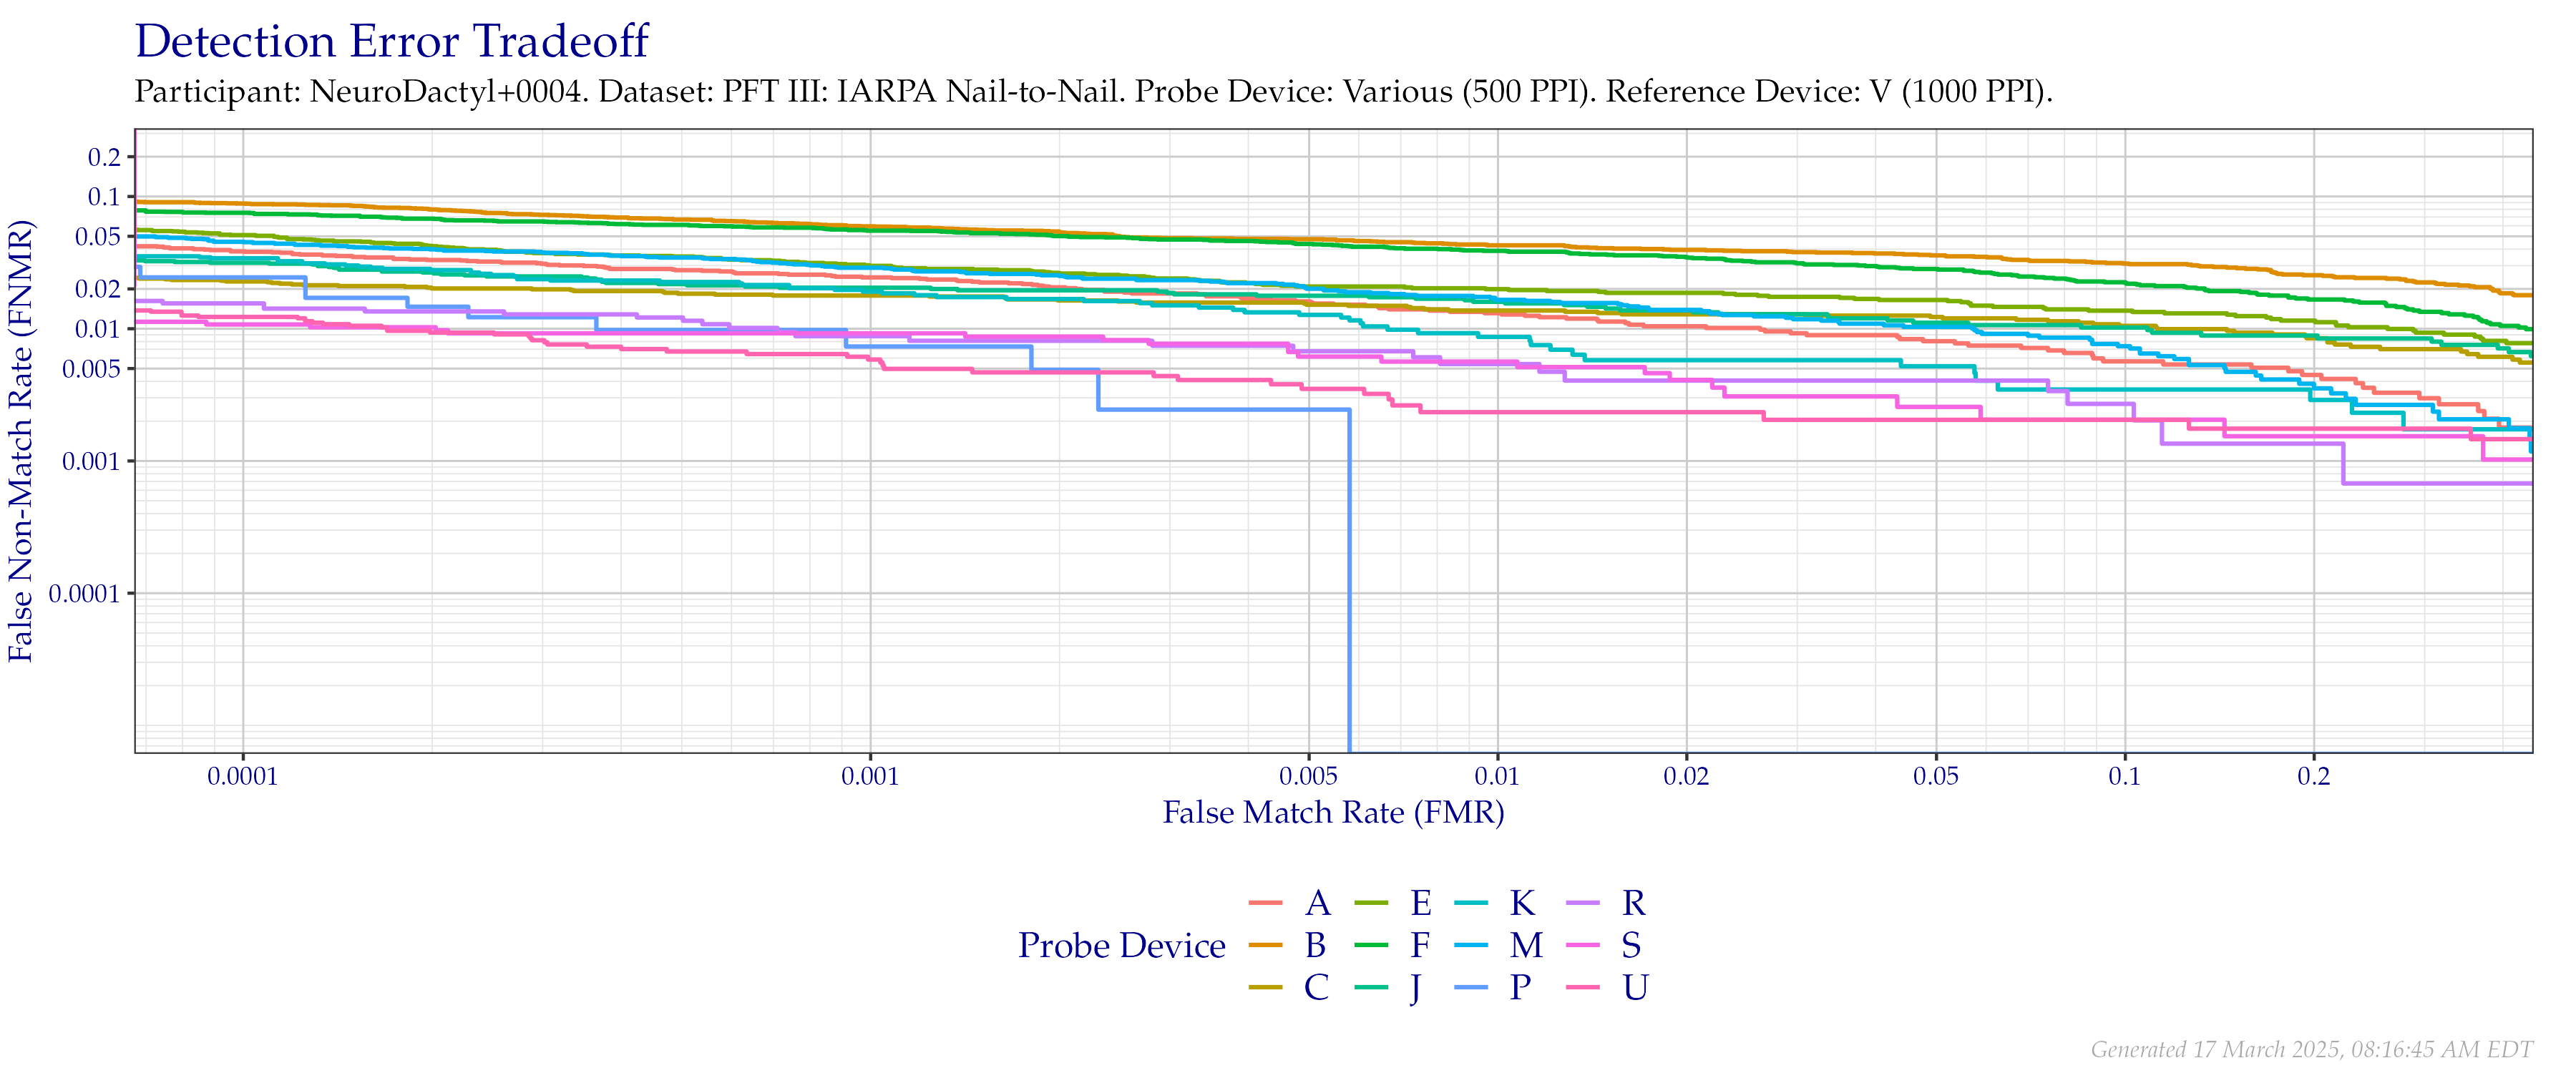 Detection Error Tradeoff
Participant: NeuroDactyl+0004. Dataset: PFT III: IARPA Nail-to-Nail. Probe Device: Various (500 PPI). Reference Device: V (1000 PPI).
False Non-Match Rate (FNMR)
0.2
0.1
0.05
0.02
0.01
0.005
0.001
0.0001
0.0001 0.001 0.005 0.01 0.02 0.05 0.1 0.2
False Match Rate (FMR)
Probe Device
A E K R
B F M S
C J P U
Generated 17 March 2025, 08:16:45 AM EDT